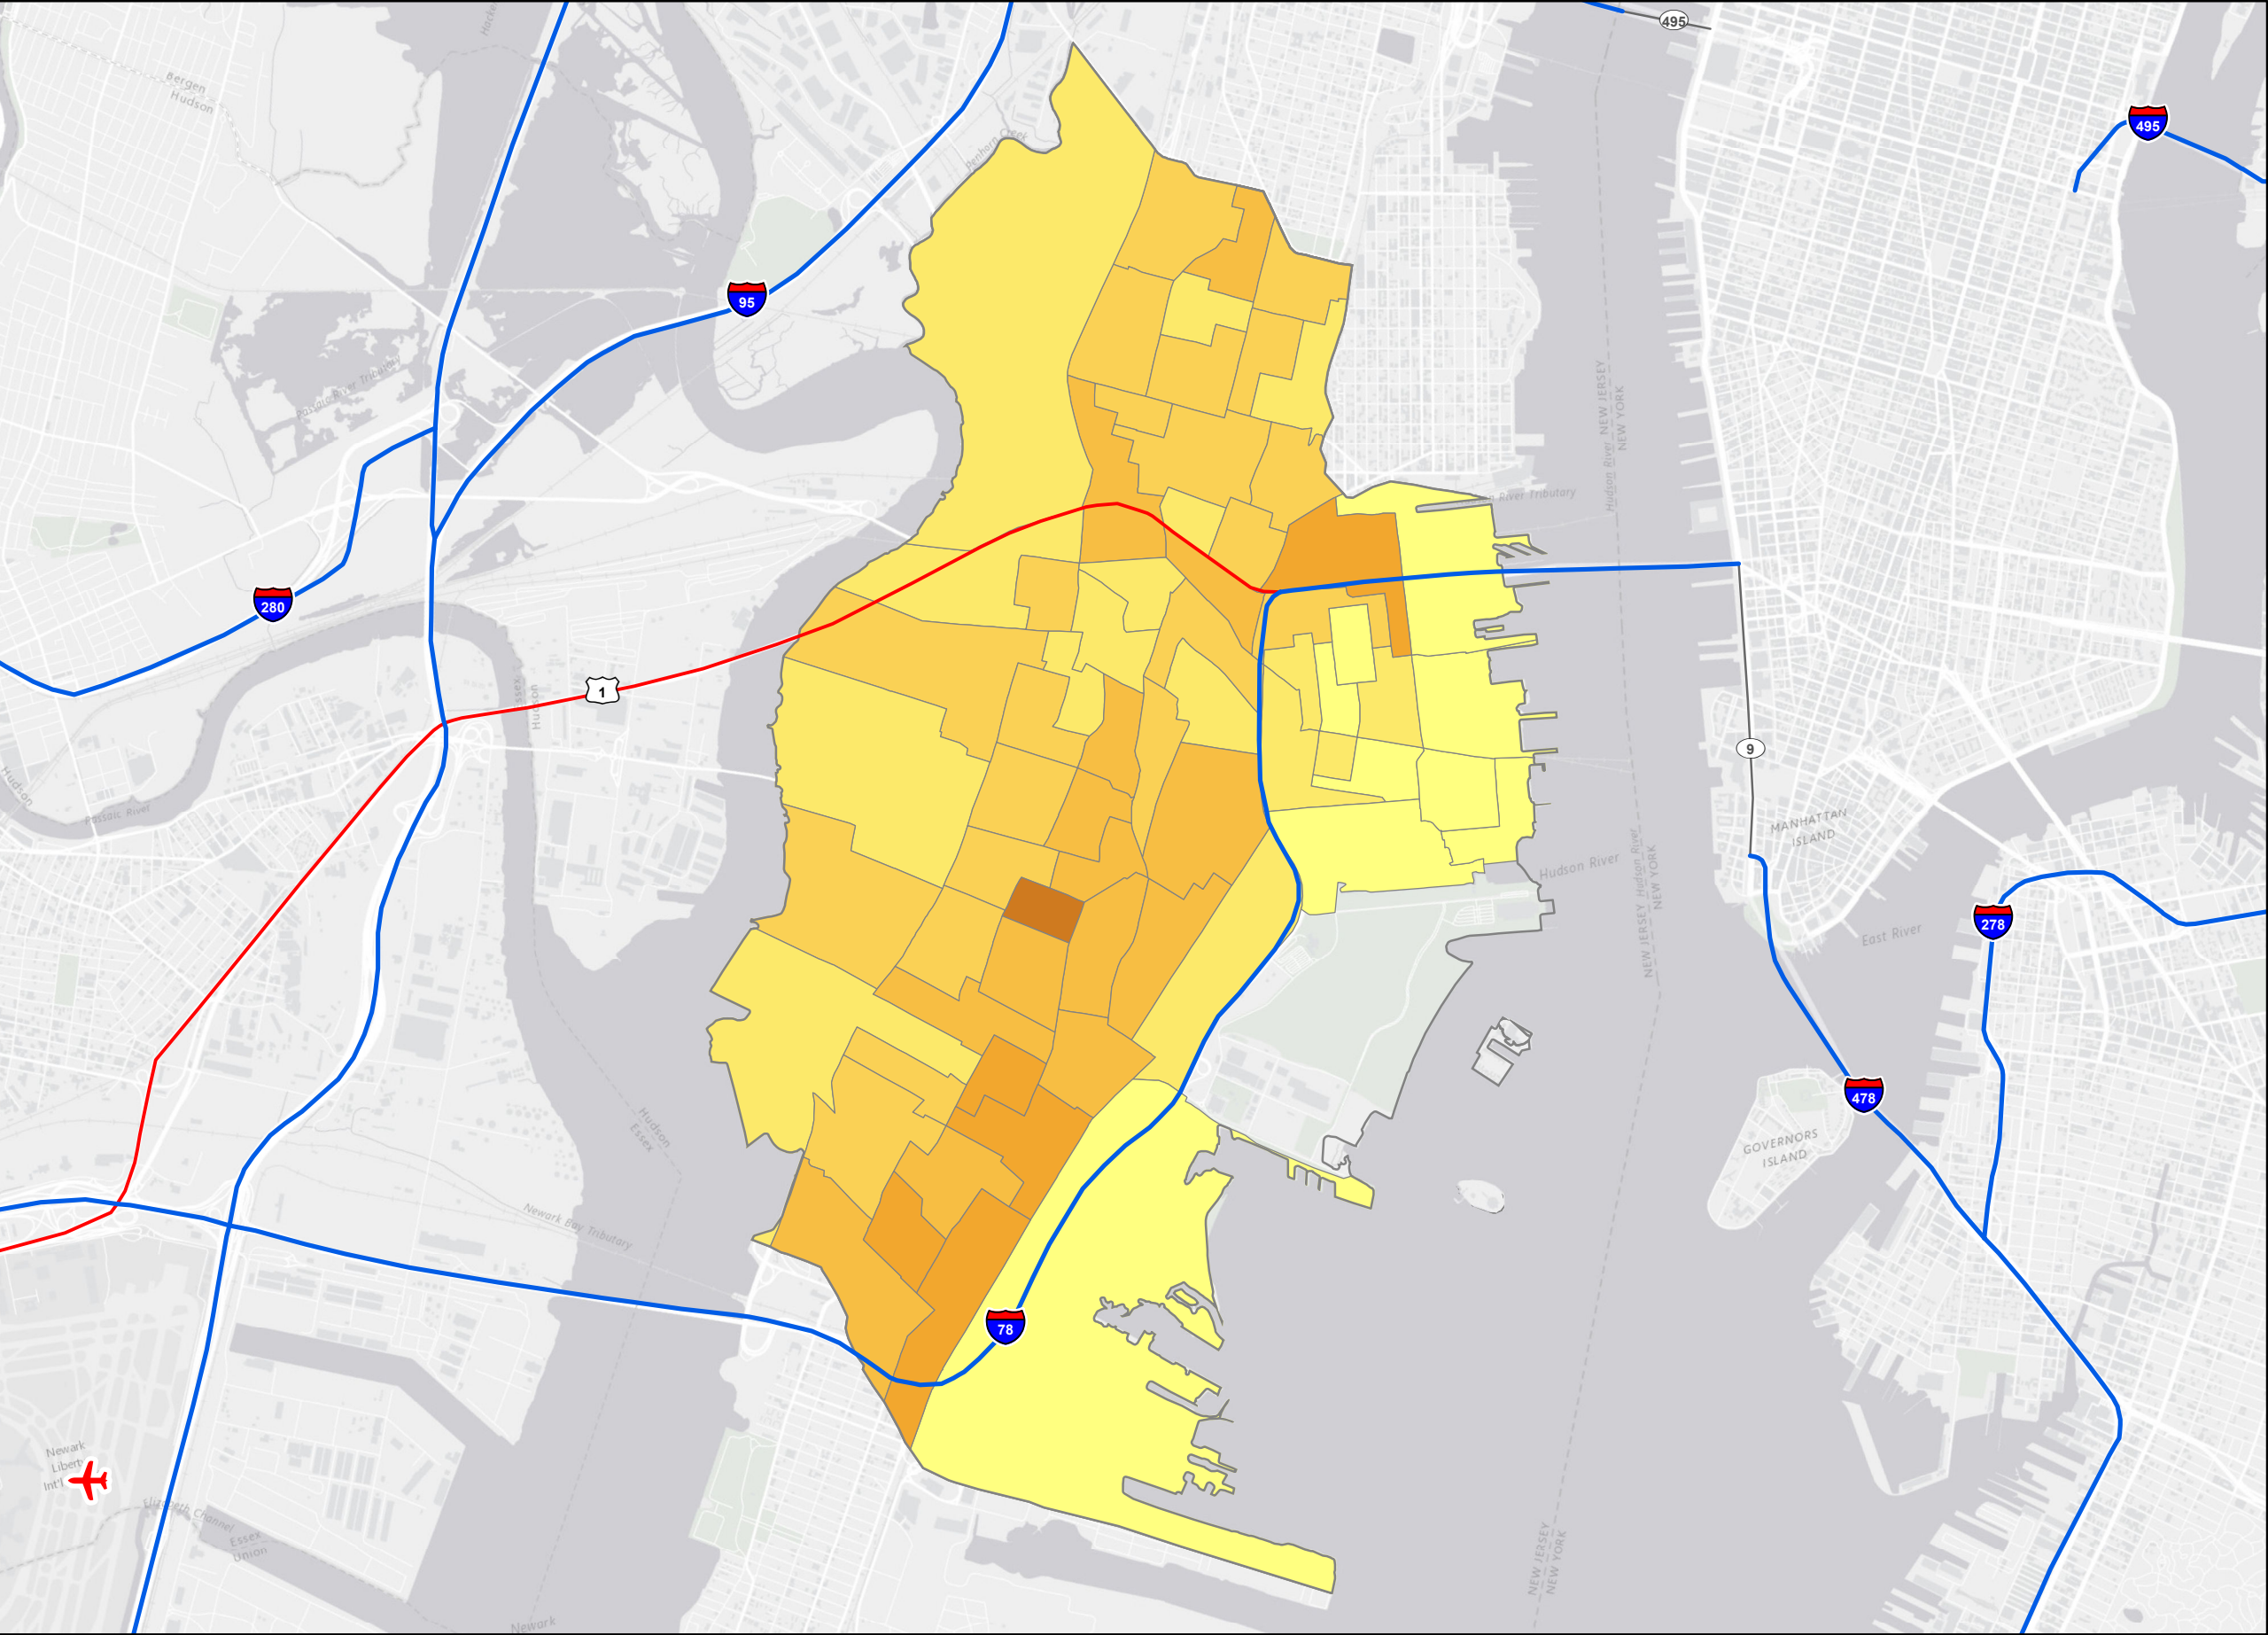 495
Bergen
Hudson
495
Penhorn Creek
95
Passaic River Tributary
NEW JERSEY
NEW YORK
Hudson River
River Tributary
280
Essex
Hudson
1
Hudson
9
Passaic River
MANHATTAN
ISLAND
Hudson River
NEW JERSEY
NEW YORK
Hudson River
East River
278
478
Hudson
Essex
GOVERNORS
ISLAND
Newark Bay Tributary
78
Newark
Liberty
Int'l
Elizabeth Channel
Essex
Union
NEW JERSEY
NEW YORK
Newark